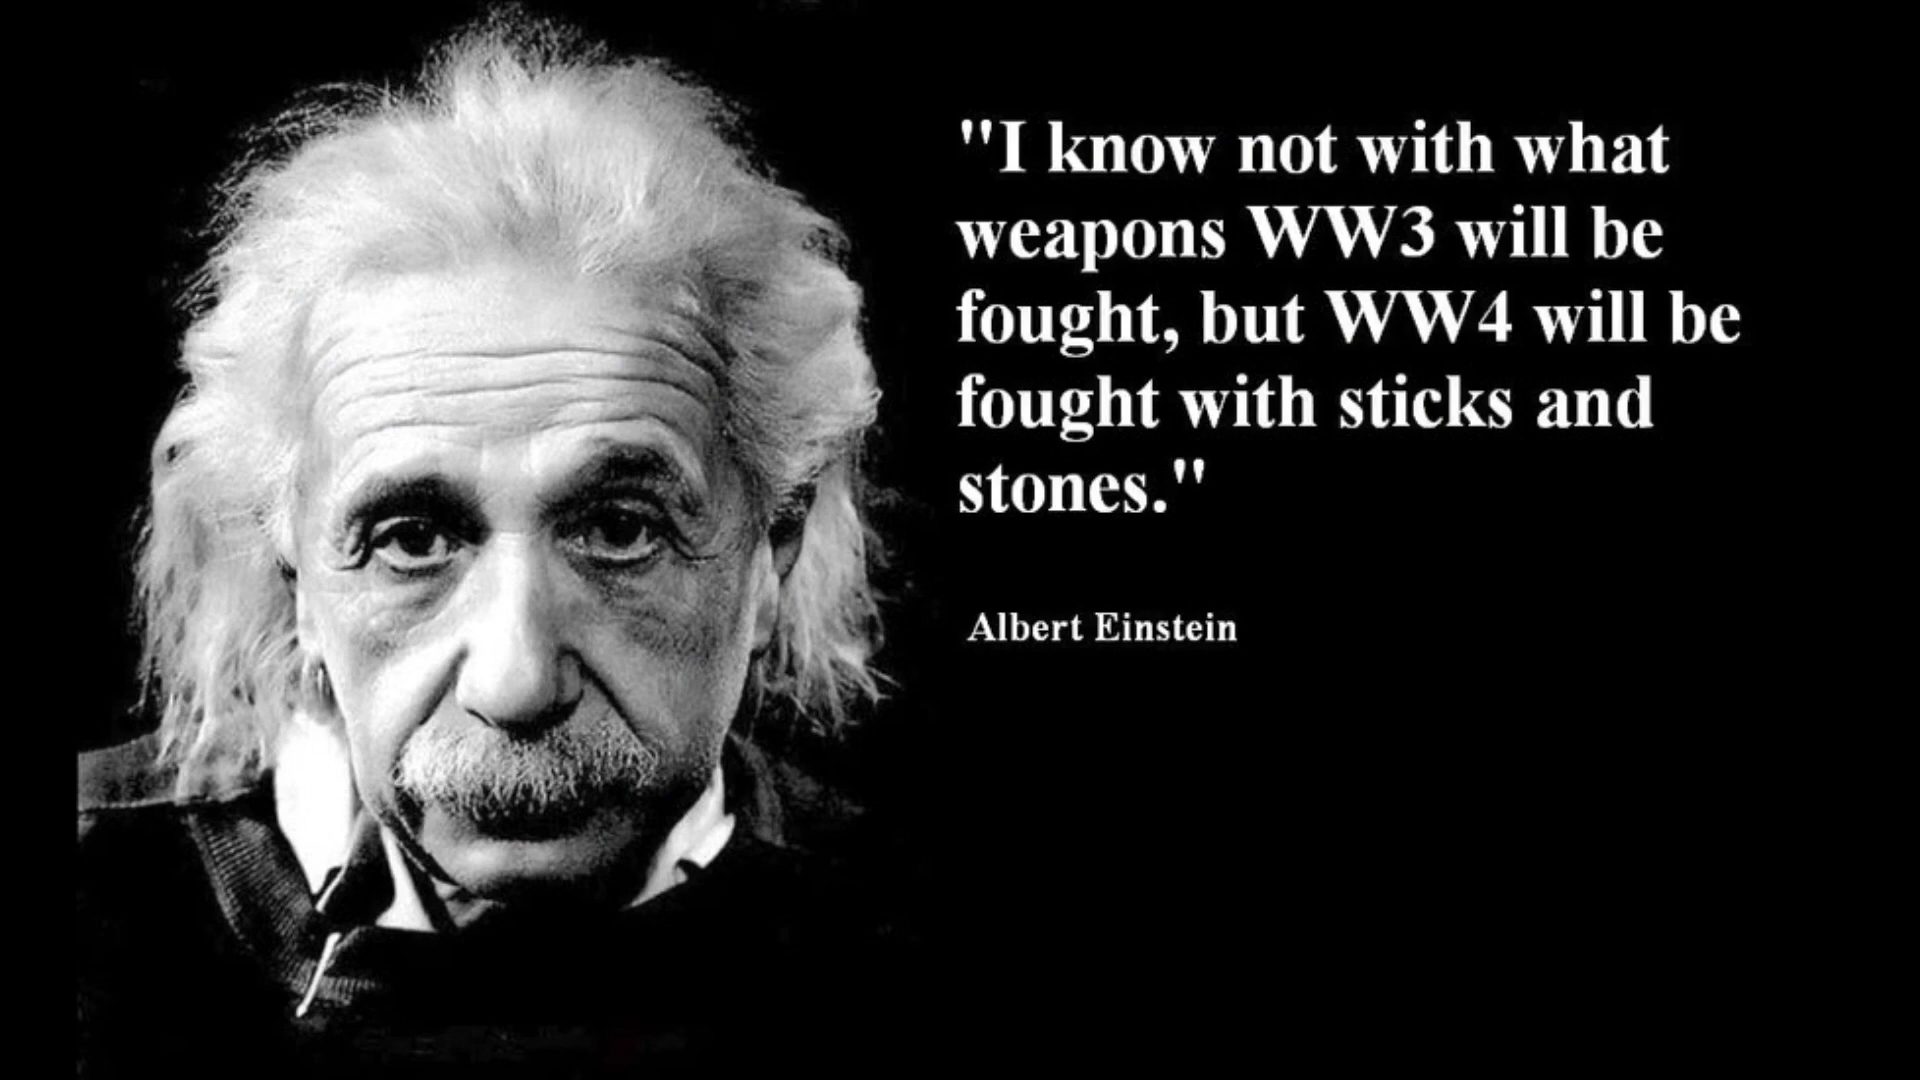 "I know not with what
weapons WW3 will be
fought, but WW4 will be
fought with sticks and
stones."
Albert Einstein